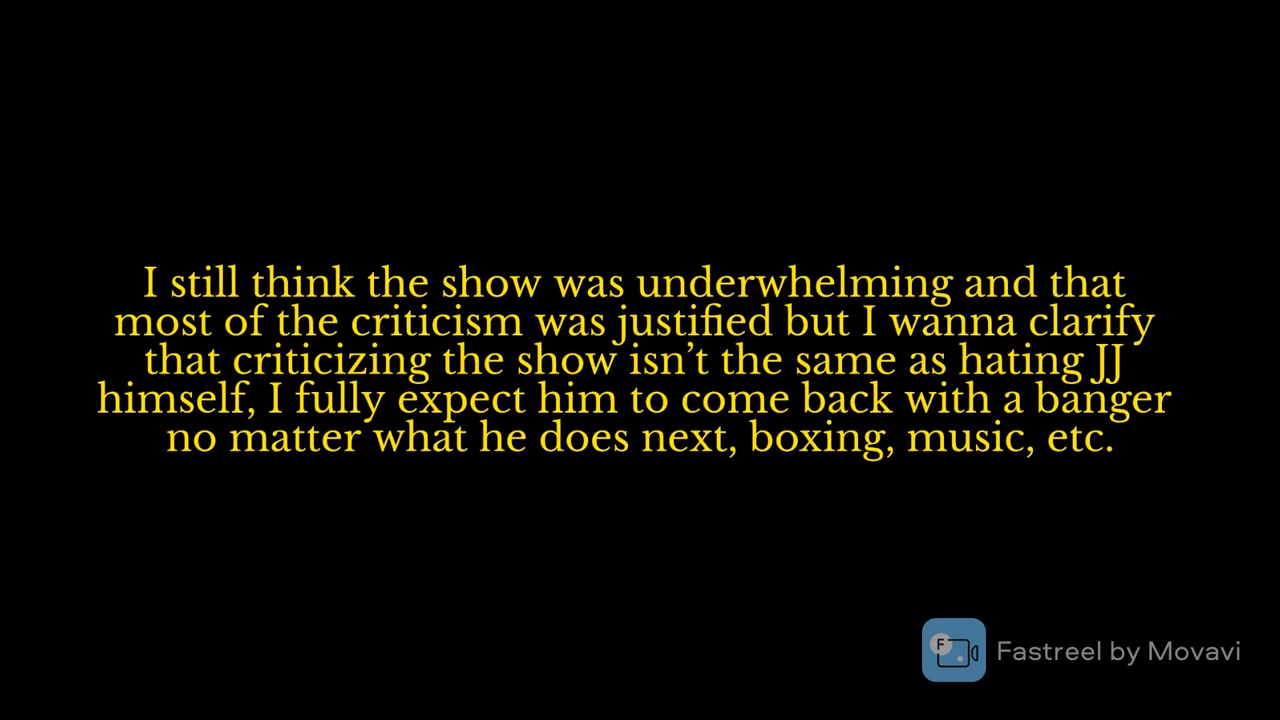 I still think the show was underwhelming and that
most of the criticism was justified but I wanna clarify
that criticizing the show isn’t the same as hating JJ
himself, I fully expect him to come back with a banger
no matter what he does next, boxing, music, etc.
F
Fastreel by Movavi